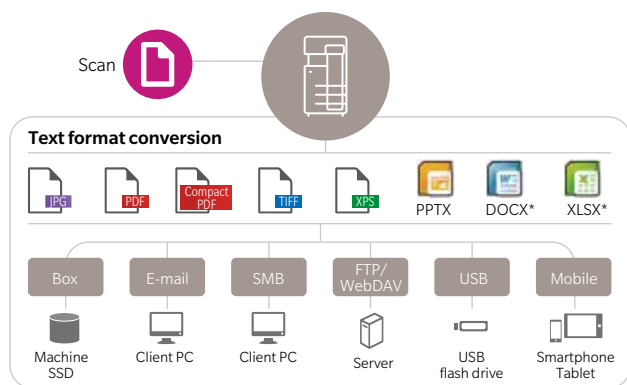 Scan
Text format conversion
IPG
PDF
Compact
PDF
TIFF
XPS
PPTX
DOCX*
XLSX*
Box
E-mail
SMB
FTP/
WebDAV
USB
Mobile
Machine
SSD
Client PC
Client PC
Server
USB
flash drive
Smartphone
Tablet